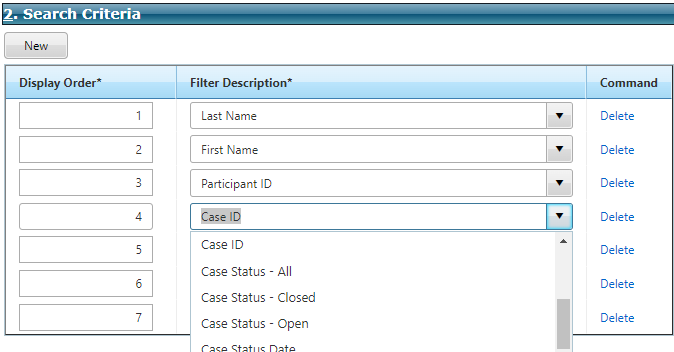 2. Search Criteria
New
Display Order* Filter Description* Command
1 Last Name Delete
2 First Name Delete
3 Participant ID Delete
4 Case ID Delete
Case ID
5 Delete
Case Status - All
6 Delete
Case Status - Closed
7 Delete
Case Status - Open
Case Status Date